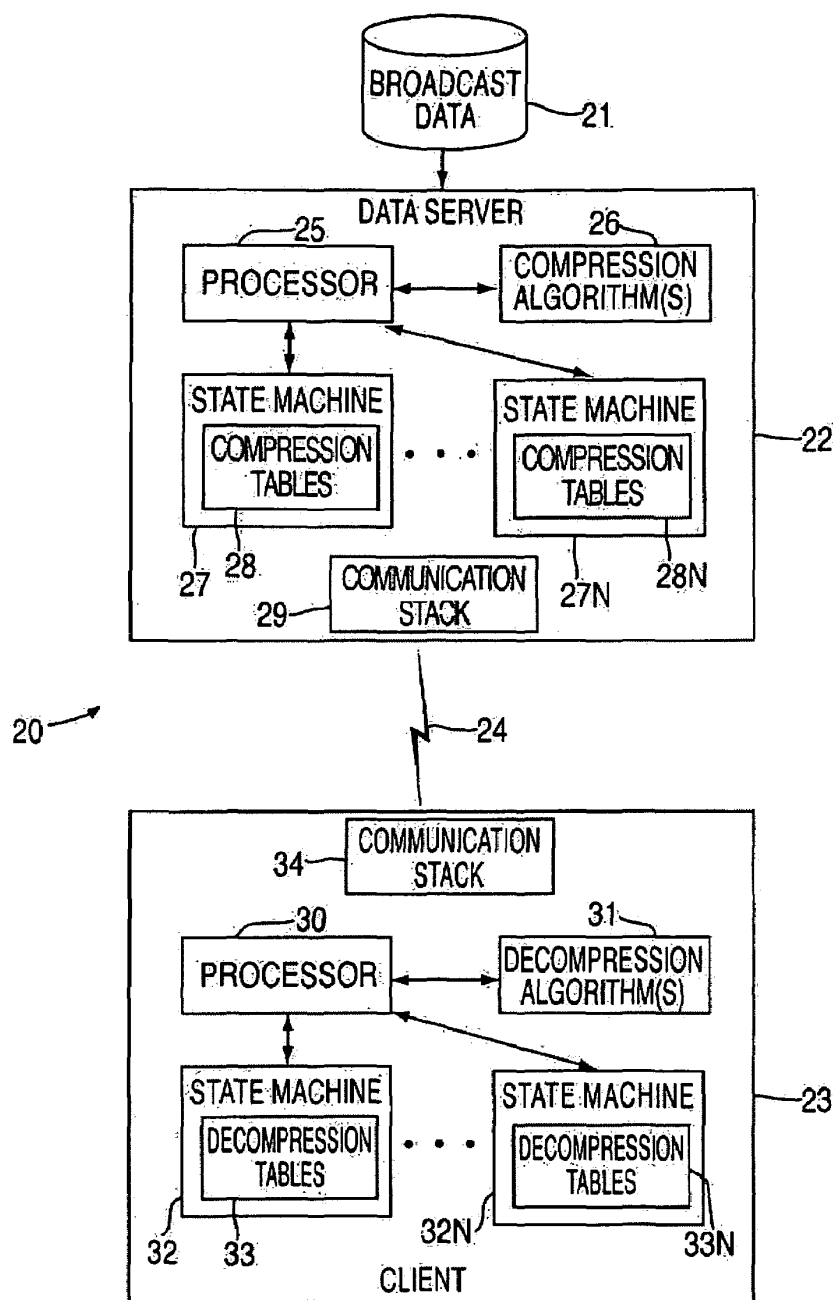 BROADCAST
DATA
21
DATA SERVER
25
26
PROCESSOR
COMPRESSION
ALGORITHM(S)
STATE MACHINE
COMPRESSION
TABLES
• • •
STATE MACHINE
COMPRESSION
TABLES
22
27
28
27N
28N
COMMUNICATION
STACK
29
20
24
COMMUNICATION
STACK
34
30
31
PROCESSOR
DECOMPRESSION
ALGORITHM(S)
STATE MACHINE
DECOMPRESSION
TABLES
• • •
STATE MACHINE
DECOMPRESSION
TABLES
23
32
33
32N
33N
CLIENT